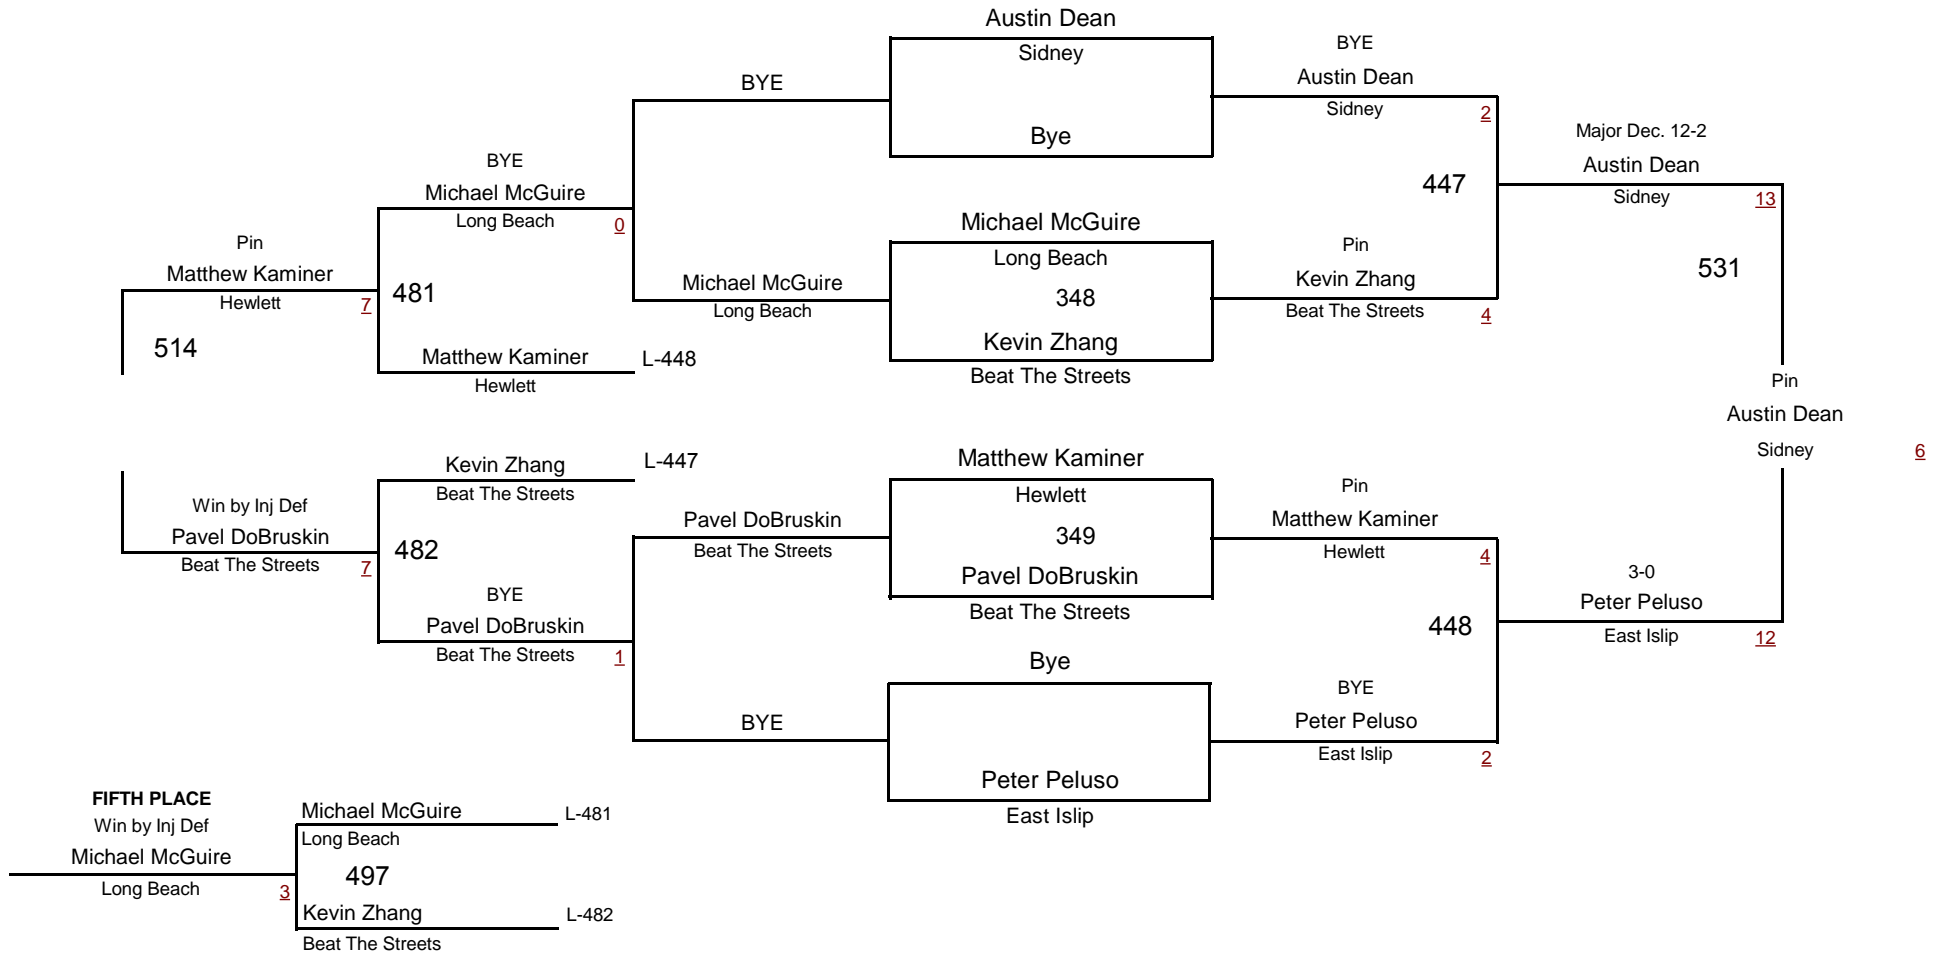 Austin Dean
Sidney
BYE
BYE
Austin Dean
Sidney
2
Bye
Major Dec. 12-2
Austin Dean
Sidney
13
447
BYE
Michael McGuire
Long Beach
0
Michael McGuire
Long Beach
348
Kevin Zhang
Beat The Streets
Pin
Kevin Zhang
Beat The Streets
4
531
Pin
Matthew Kaminer
Hewlett
7
481
Michael McGuire
Long Beach
514
Matthew Kaminer
Hewlett
L-448
Pin
Austin Dean
Sidney
6
Kevin Zhang
Beat The Streets
L-447
Matthew Kaminer
Hewlett
349
Pavel DoBruskin
Beat The Streets
Pin
Matthew Kaminer
Hewlett
4
Win by Inj Def
Pavel DoBruskin
Beat The Streets
7
482
Pavel DoBruskin
Beat The Streets
BYE
Pavel DoBruskin
Beat The Streets
1
448
3-0
Peter Peluso
East Islip
12
Bye
BYE
BYE
Peter Peluso
East Islip
2
Peter Peluso
East Islip
FIFTH PLACE
Win by Inj Def
Michael McGuire
Long Beach
3
Michael McGuire
L-481
Long Beach
497
Kevin Zhang
L-482
Beat The Streets